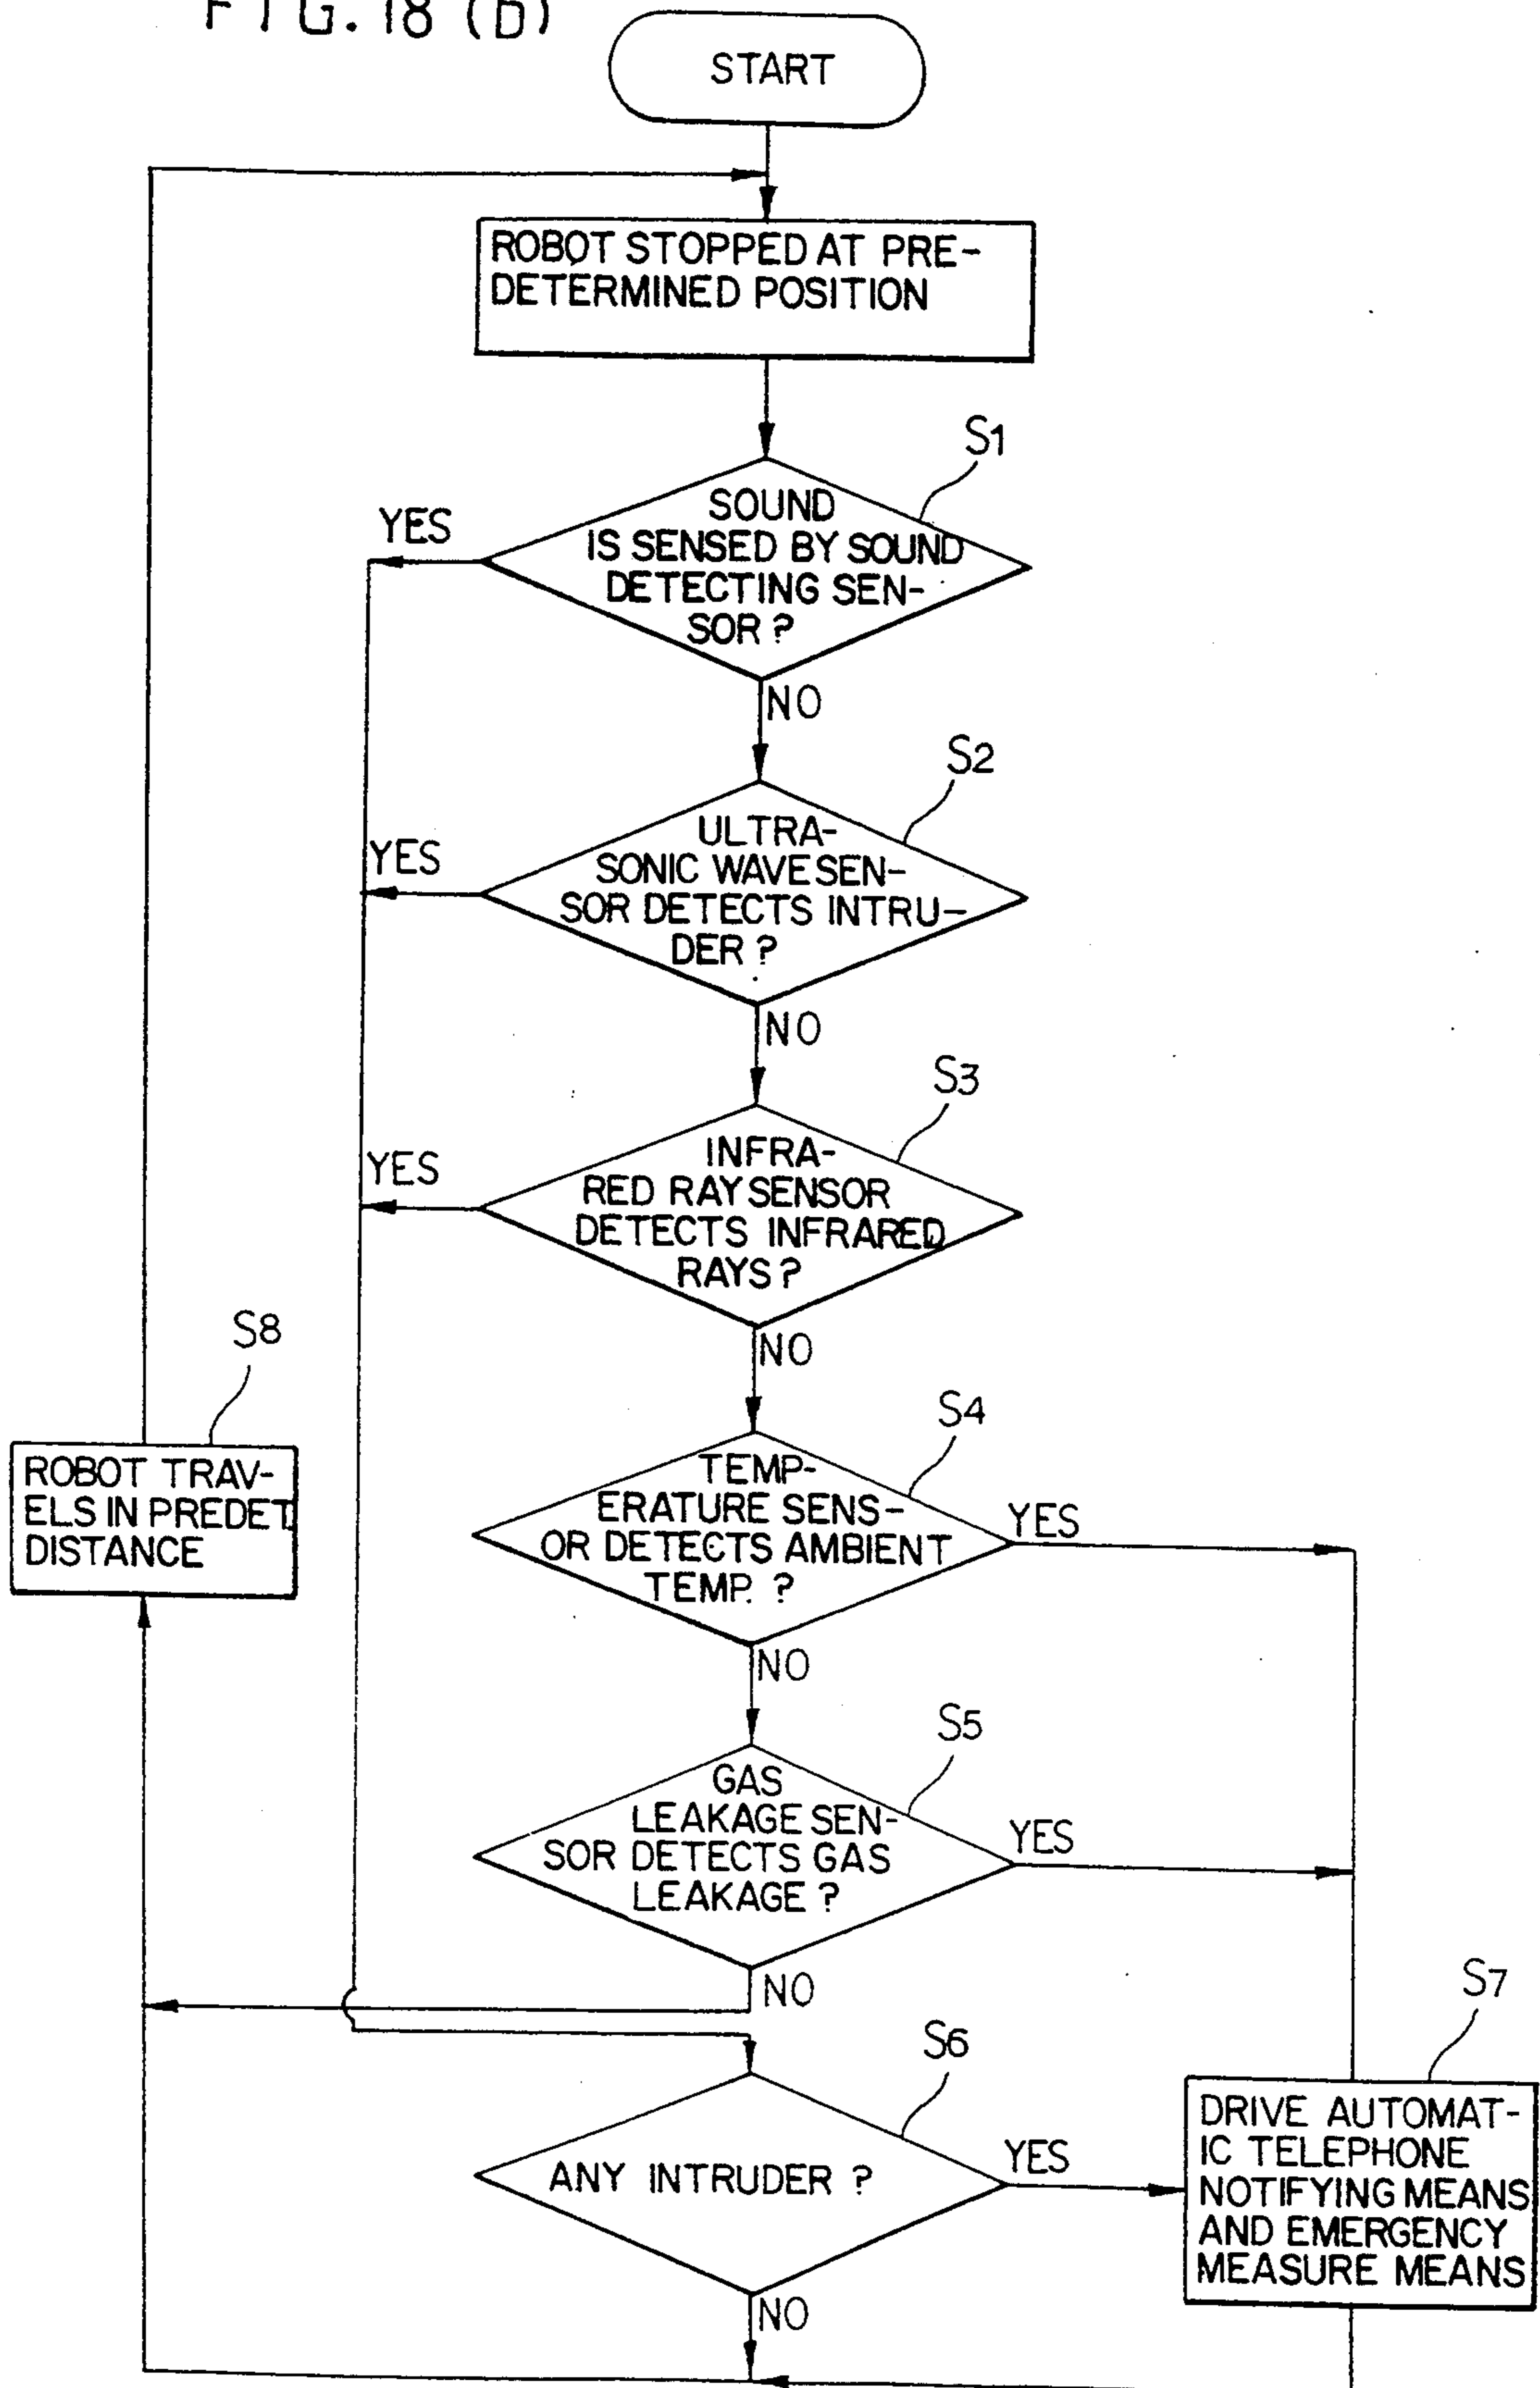 FIG. 18 (b)
START
ROBOT STOPPED AT PRE-
DETERMINED POSITION
S1
SOUND
IS SENSED BY SOUND
DETECTING SEN-
SOR ?
YES
NO
S2
ULTRA-
SONIC WAVE SEN-
SOR DETECTS INTRU-
DER ?
YES
NO
S3
INFRA-
RED RAY SENSOR
DETECTS INFRARED
RAYS ?
YES
NO
S8
ROBOT TRAV-
ELS IN PREDET.
DISTANCE
S4
TEMP-
ERATURE SENS-
OR DETECTS AMBIENT
TEMP. ?
YES
NO
S5
GAS
LEAKAGE SEN-
SOR DETECTS GAS
LEAKAGE ?
YES
NO
S6
ANY INTRUDER ?
YES
NO
S7
DRIVE AUTOMAT-
IC TELEPHONE
NOTIFYING MEANS
AND EMERGENCY
MEASURE MEANS